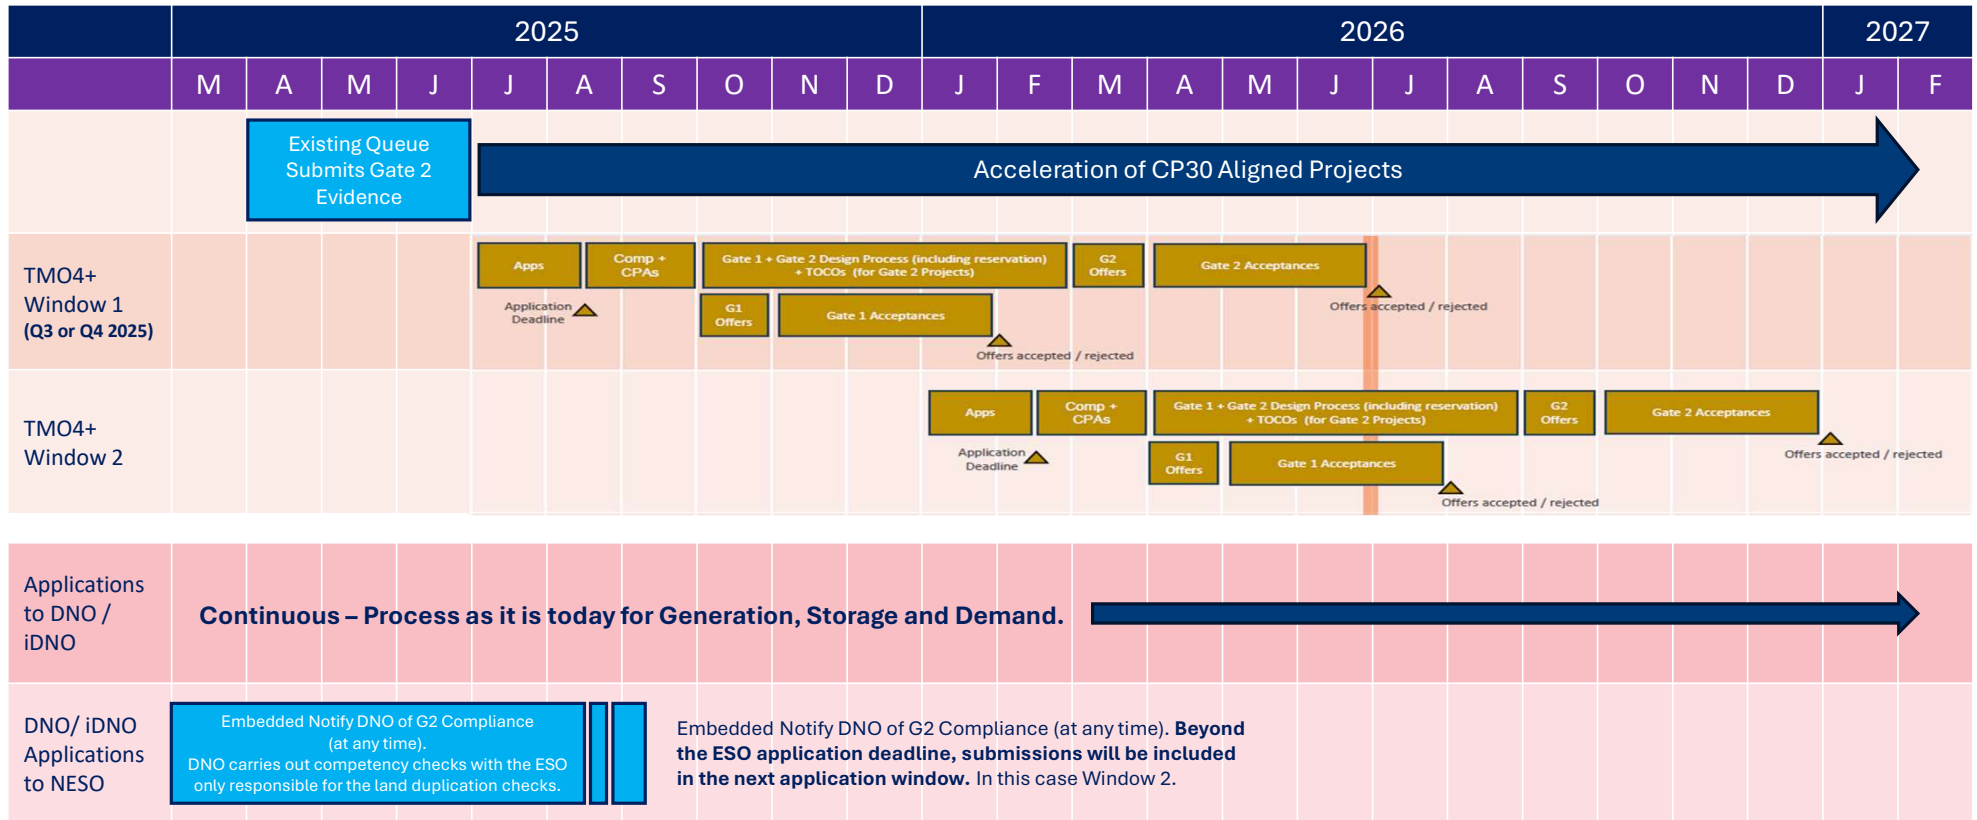 2025 2026 2027
M A M J J A S O N D J F M A M J J A S O N D J F
Existing Queue
Submits Gate 2
Evidence
Acceleration of CP30 Aligned Projects
TMO4+
Window 1
(Q3 or Q4 2025)
Apps
Comp +
CPAs
Gate 1 + Gate 2 Design Process (including reservation)
+ TOCOs (for Gate 2 Projects)
G2
Offers
Gate 2 Acceptances
Application
Deadline
G1
Offers
Gate 1 Acceptances
Offers accepted / rejected
Offers accepted / rejected
TMO4+
Window 2
Apps
Comp +
CPAs
Gate 1 + Gate 2 Design Process (including reservation)
+ TOCOs (for Gate 2 Projects)
G2
Offers
Gate 2 Acceptances
Application
Deadline
G1
Offers
Gate 1 Acceptances
Offers accepted / rejected
Offers accepted / rejected
Applications
to DNO /
iDNO
Continuous – Process as it is today for Generation, Storage and Demand.
DNO/ iDNO
Applications
to NESO
Embedded Notify DNO of G2 Compliance
(at any time).
DNO carries out competency checks with the ESO
only responsible for the land duplication checks.
Embedded Notify DNO of G2 Compliance (at any time). Beyond
the ESO application deadline, submissions will be included
in the next application window. In this case Window 2.